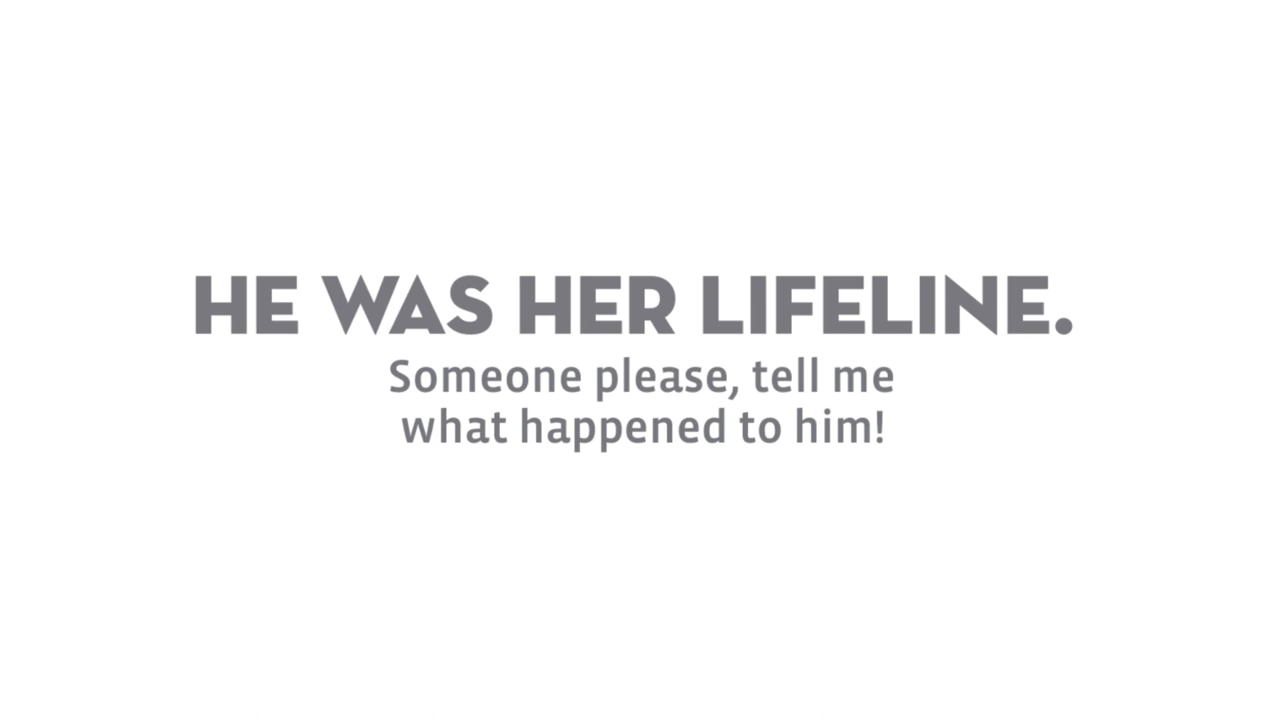 HE WAS HER LIFELINE.
Someone please, tell me
what happened to him!